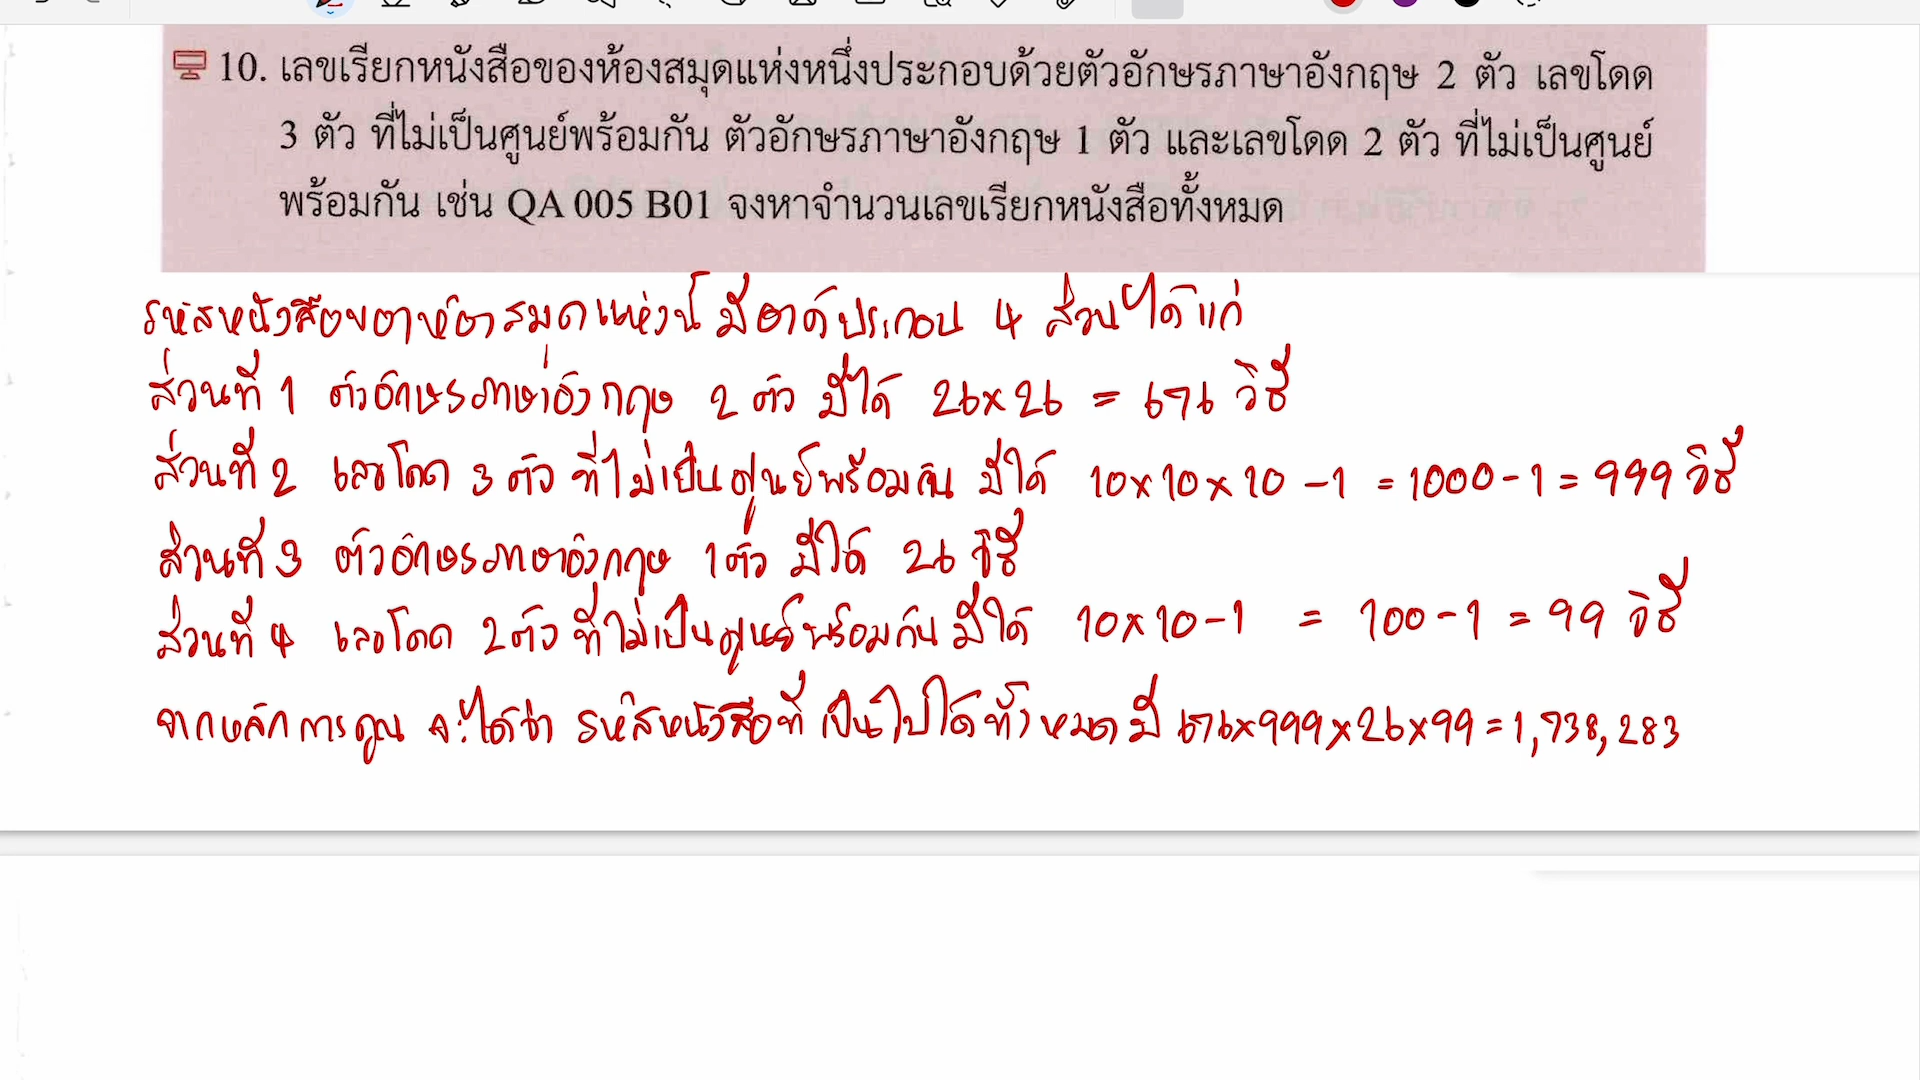 10. เลขเรียกหนังสือของห้องสมุดแห่งหนึ่งประกอบด้วยตัวอักษรภาษาอังกฤษ 2 ตัว เลขโดด
3 ตัว ที่ไม่เป็นศูนย์พร้อมกัน ตัวอักษรภาษาอังกฤษ 1 ตัว และเลขโดด 2 ตัว ที่ไม่เป็นศูนย์
พร้อมกัน เช่น QA 005 B01 จงหาจำนวนเลขเรียกหนังสือทั้งหมด
รหัสหนังสือของห้องสมุดแห่งนี้ มีองค์ประกอบ 4 ส่วน ได้แก่
ส่วนที่ 1 ตัวอักษรภาษาอังกฤษ 2 ตัว มีได้ 26×26 = 676 วิธี
ส่วนที่ 2 เลขโดด 3 ตัว ที่ไม่เป็นศูนย์พร้อมกัน มีได้ 10×10×10 -1 = 1000-1 = 999 วิธี
ส่วนที่ 3 ตัวอักษรภาษาอังกฤษ 1 ตัว มีได้ 26 วิธี
ส่วนที่ 4 เลขโดด 2 ตัว ที่ไม่เป็นศูนย์พร้อมกัน มีได้ 10×10-1 = 100-1 = 99 วิธี
จากหลักการคูณ จะได้ว่า รหัสหนังสือที่เป็นไปได้ทั้งหมดมี 676×999×26×99 = 1,738,283